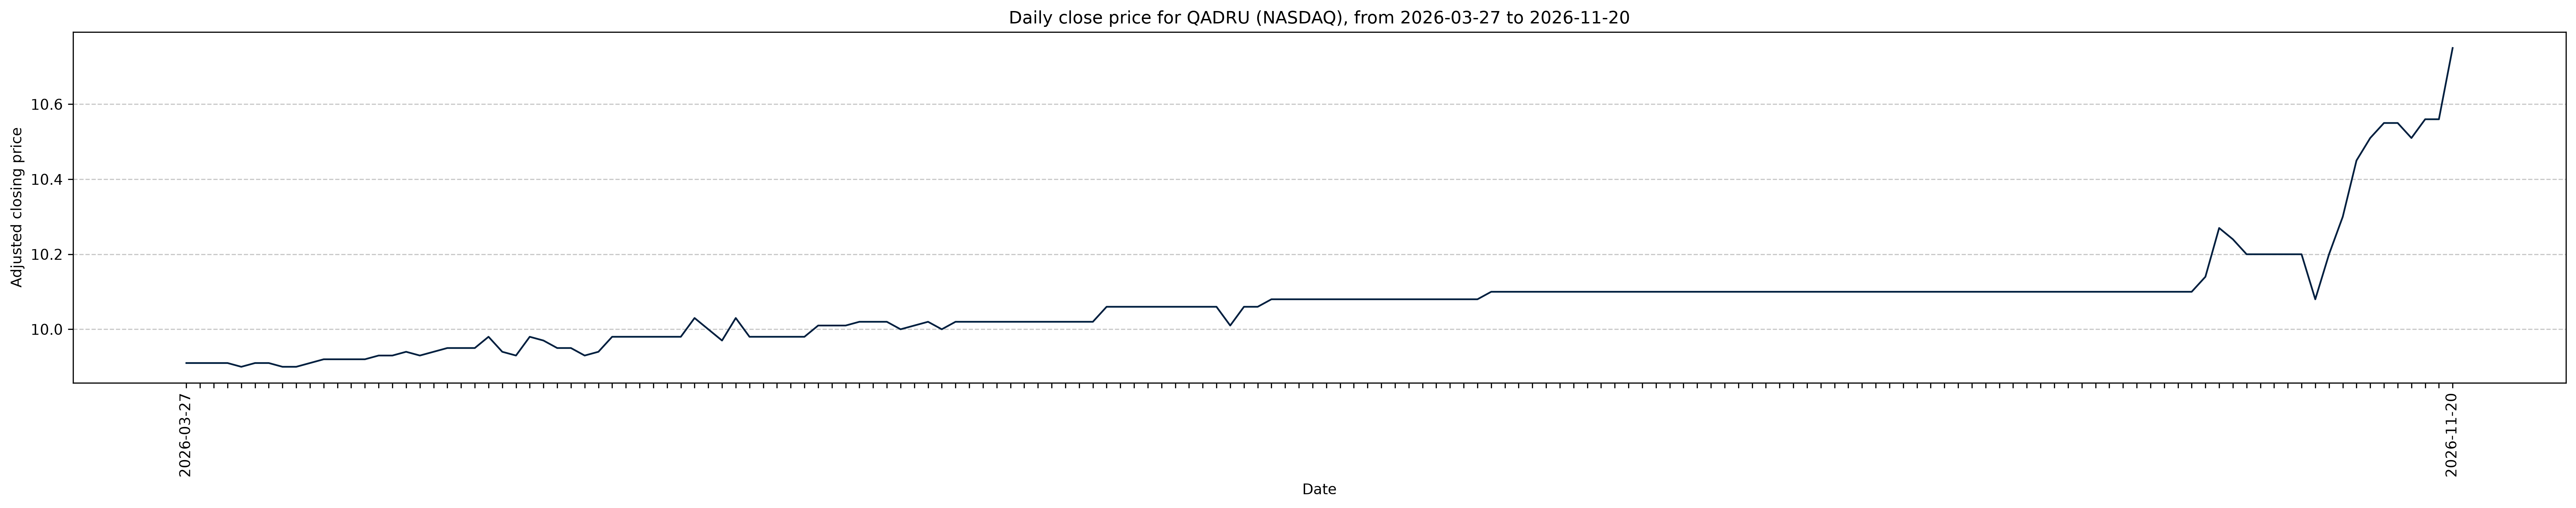 Daily close price for QADRU (NASDAQ), from 2026-03-27 to 2026-11-20
Adjusted closing price
10.6
10.4
10.2
10.0
2026-03-27
2026-11-20
Date